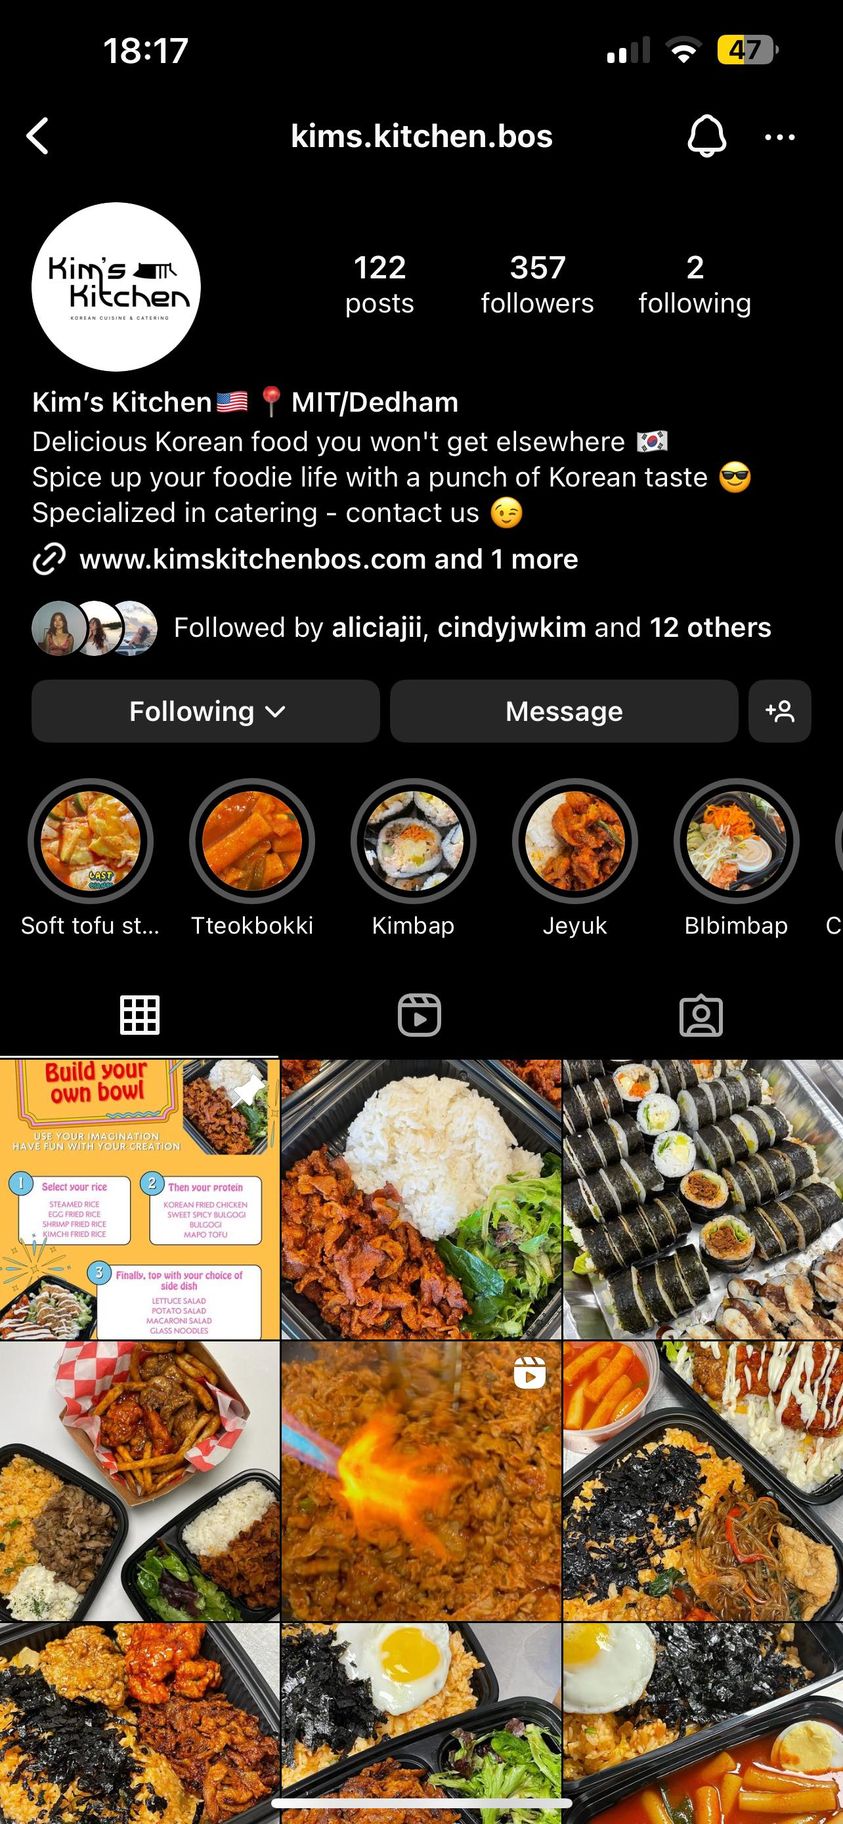 18:17
47
kims.kitchen.bos
Kim's
Kitchen
KOREAN CUISINE & CATERING
122 357 2
posts followers following
Kim's Kitchen🇺🇸 📍 MIT/Dedham
Delicious Korean food you won't get elsewhere 🇰🇷
Spice up your foodie life with a punch of Korean taste 😎
Specialized in catering - contact us 😉
www.kimskitchenbos.com and 1 more
Followed by aliciajii, cindyjwkim and 12 others
Following Message
Soft tofu st... Tteokbokki Kimbap Jeyuk BIbimbap C
LAST
Build your
own bowl
USE YOUR IMAGINATION
HAVE FUN WITH YOUR CREATION
1 Select your rice
STEAMED RICE
EGG FRIED RICE
SHRIMP FRIED RICE
KIMCHI FRIED RICE
2 Then your protein
KOREAN FRIED CHICKEN
SWEET SPICY BULGOGI
BULGOGI
MAPO TOFU
3 Finally, top with your choice of
side dish
LETTUCE SALAD
POTATO SALAD
MACARONI SALAD
GLASS NOODLES